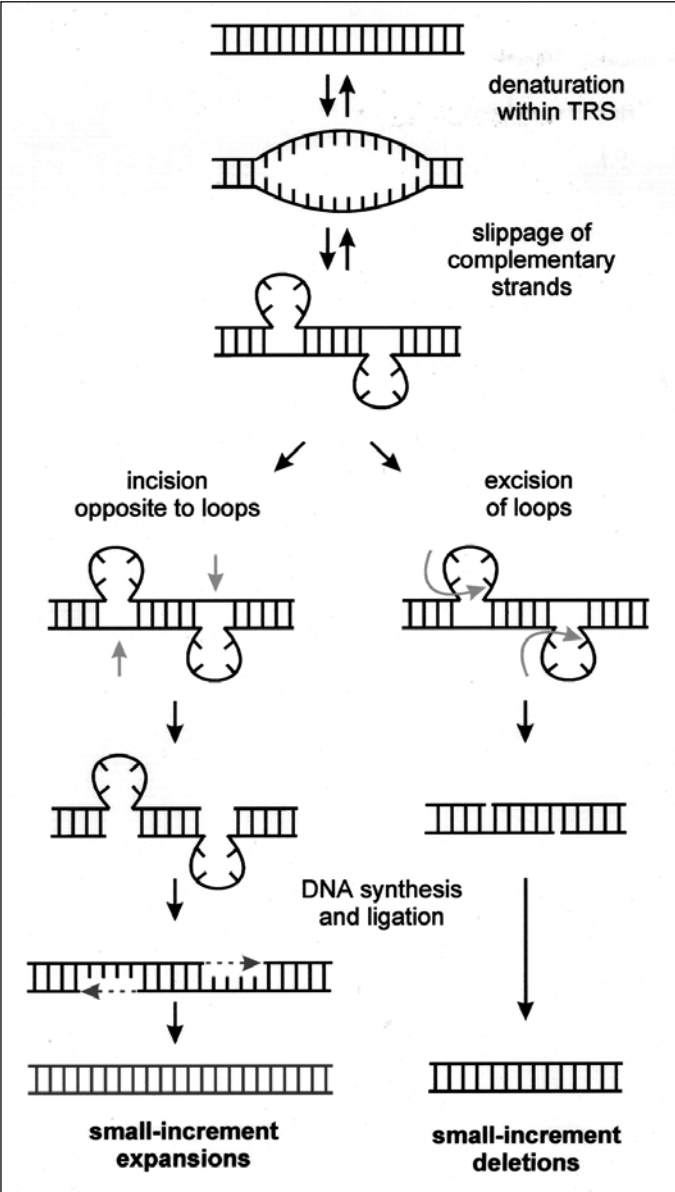 denaturation
within TRS
slippage of
complementary
strands
incision
opposite to loops
excision
of loops
DNA synthesis
and ligation
small-increment
expansions
small-increment
deletions